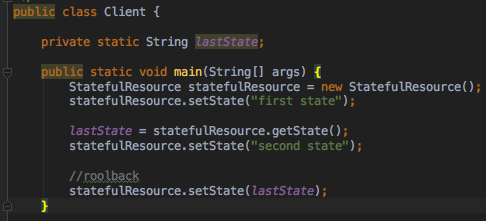 public class Client {
private static String lastState;
public static void main(String[] args) {
StatefulResource statefulResource = new StatefulResource();
statefulResource.setState("first state");
lastState = statefulResource.getState();
statefulResource.setState("second state");
//roolback
statefulResource.setState(lastState);
}